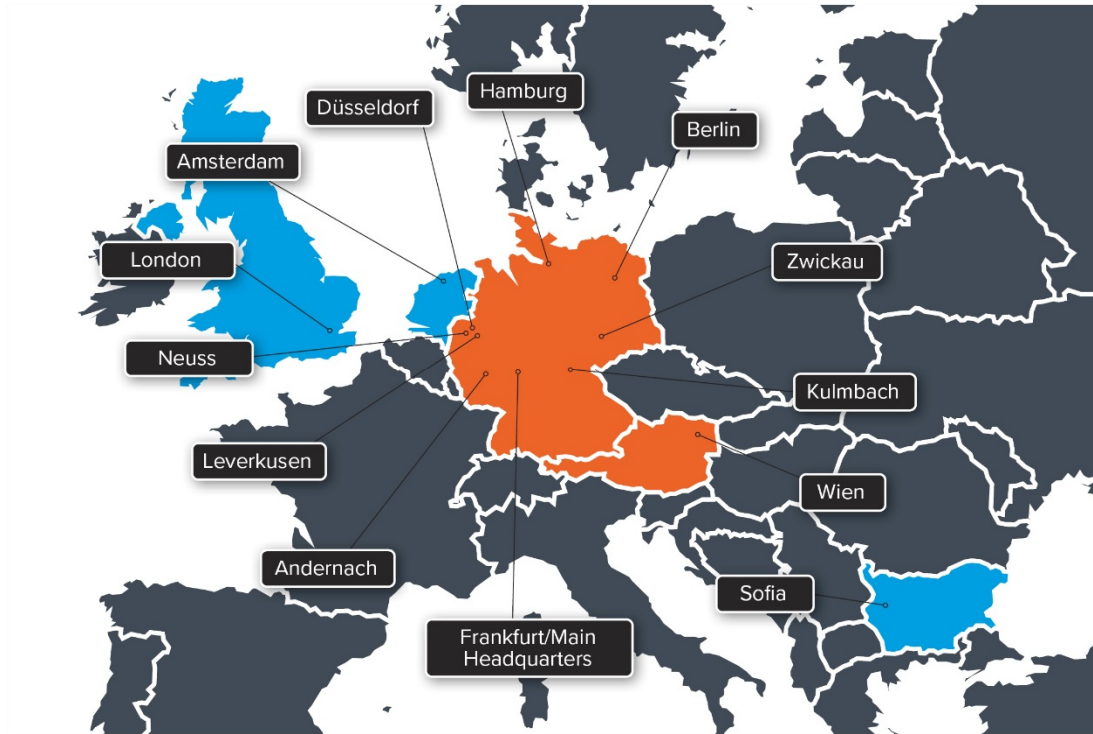 Hamburg
Düsseldorf
Berlin
Amsterdam
London
Zwickau
Neuss
Kulmbach
Leverkusen
Wien
Andernach
Sofia
Frankfurt/Main
Headquarters